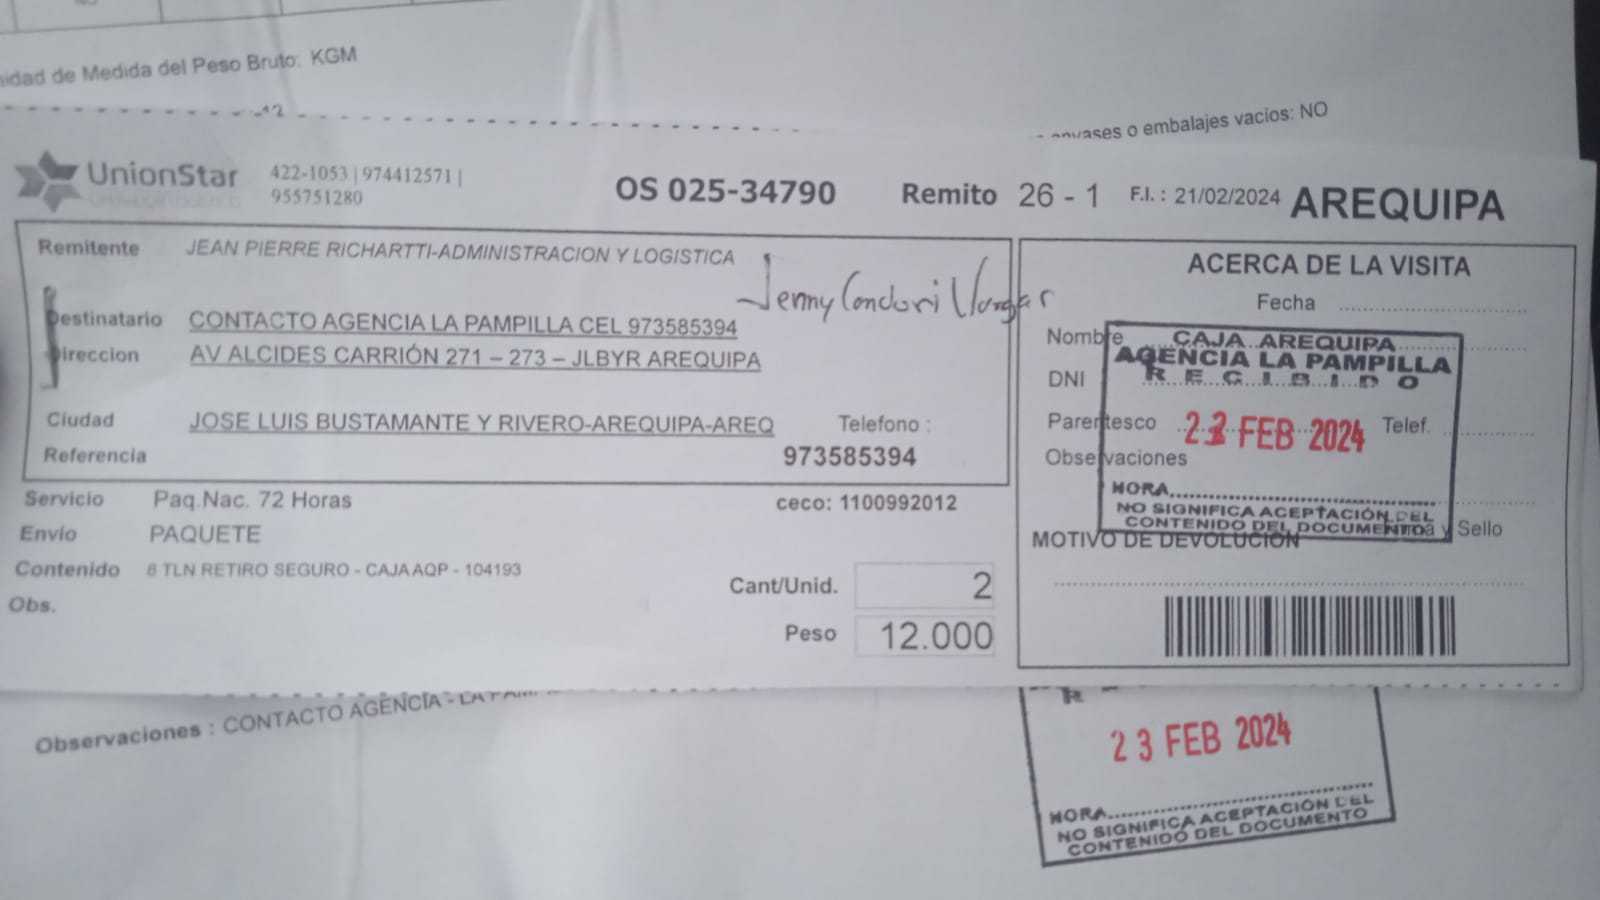 de Medida del Peso Bruto: KGM
envases o embalajes vacios: NO
UnionStar
422-1053 | 974412571 |
955751280
OS 025-34790
Remito 26 - 1
F.I. : 21/02/2024
AREQUIPA
Remitente JEAN PIERRE RICHARTTI-ADMINISTRACION Y LOGISTICA
Jenny Condori Vargas
Destinatario CONTACTO AGENCIA LA PAMPILLA CEL 973585394
Direccion AV ALCIDES CARRIÓN 271 – 273 – JLBYR AREQUIPA
Ciudad JOSE LUIS BUSTAMANTE Y RIVERO-AREQUIPA-AREQ
Telefono :
Referencia
973585394
Servicio Paq.Nac. 72 Horas
ceco: 1100992012
Envío PAQUETE
Contenido 8 TLN RETIRO SEGURO - CAJA AQP - 104193
Obs.
Cant/Unid. 2
Peso 12.000
ACERCA DE LA VISITA
Fecha
Nombre
DNI
Parentesco
Telef.
Observaciones
y Sello
MOTIVO DE DEVOLUCIÓN
CAJA AREQUIPA
AGENCIA LA PAMPILLA
RECIBIDO
FEB 2024
HORA
NO SIGNIFICA ACEPTACIÓN DEL
CONTENIDO DEL DOCUMENTO
Observaciones : CONTACTO AGENCIA - LA
23 FEB 2024
HORA
NO SIGNIFICA ACEPTACIÓN DEL
CONTENIDO DEL DOCUMENTO